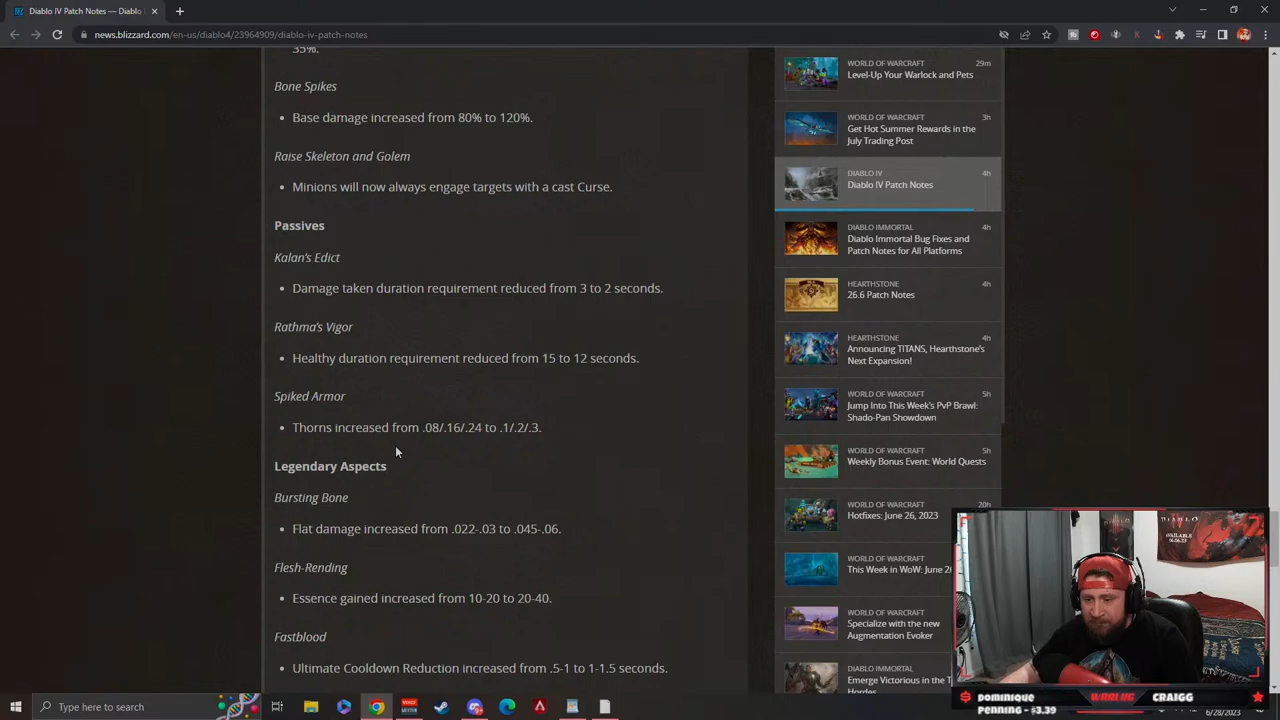 Diablo IV Patch Notes — Diablo
news.blizzard.com/en-us/diablo4/23964909/diablo-iv-patch-notes
35%.
Bone Spikes
• Base damage increased from 80% to 120%.
Raise Skeleton and Golem
• Minions will now always engage targets with a cast Curse.
Passives
Kalan's Edict
• Damage taken duration requirement reduced from 3 to 2 seconds.
Rathma's Vigor
• Healthy duration requirement reduced from 15 to 12 seconds.
Spiked Armor
• Thorns increased from .08/.16/.24 to .1/.2/.3.
Legendary Aspects
Bursting Bone
• Flat damage increased from .022-.03 to .045-.06.
Flesh-Rending
• Essence gained increased from 10-20 to 20-40.
Fastblood
• Ultimate Cooldown Reduction increased from .5-1 to 1-1.5 seconds.
WORLD OF WARCRAFT 29m
Level-Up Your Warlock and Pets
WORLD OF WARCRAFT 3h
Get Hot Summer Rewards in the
July Trading Post
DIABLO IV 4h
Diablo IV Patch Notes
DIABLO IMMORTAL 4h
Diablo Immortal Bug Fixes and
Patch Notes for All Platforms
HEARTHSTONE 4h
26.6 Patch Notes
HEARTHSTONE 4h
Announcing TITANS, Hearthstone's
Next Expansion!
WORLD OF WARCRAFT 5h
Jump Into This Week's PvP Brawl:
Shado-Pan Showdown
WORLD OF WARCRAFT 5h
Weekly Bonus Event: World Quests
WORLD OF WARCRAFT 20h
Hotfixes: June 26, 2023
WORLD OF WARCRAFT
This Week in WoW: June 2
WORLD OF WARCRAFT
Specialize with the new
Augmentation Evoker
DIABLO IMMORTAL
Emerge Victorious in the T
Hordes
DIABLO
AVAILABLE
06.06.23
Dominique
Penning - $3.39
WARLUG CRAIGG
Type here to search
6/28/2023